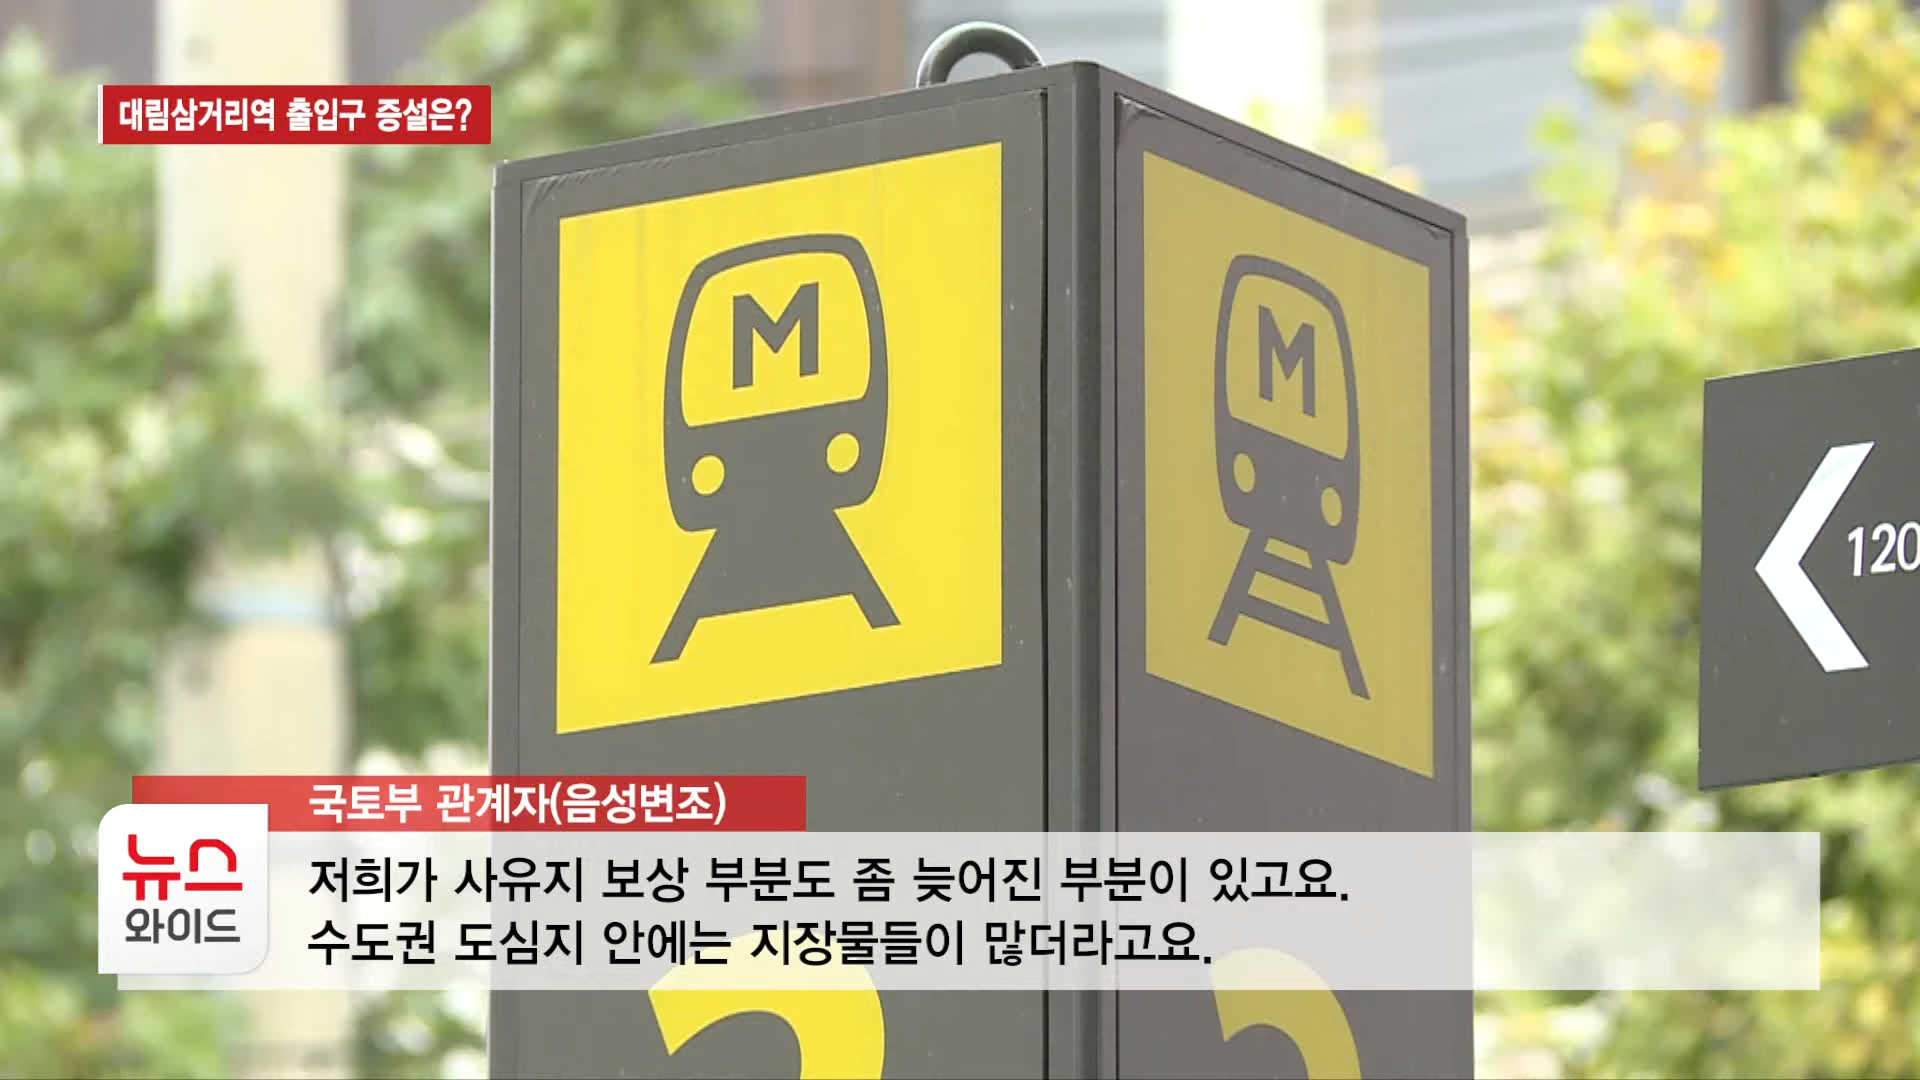 대림삼거리역 출입구 증설은?
M
M
120
국토부 관계자(음성변조)
뉴스
와이드
저희가 사유지 보상 부분도 좀 늦어진 부분이 있고요.
수도권 도심지 안에는 지장물들이 많더라고요.